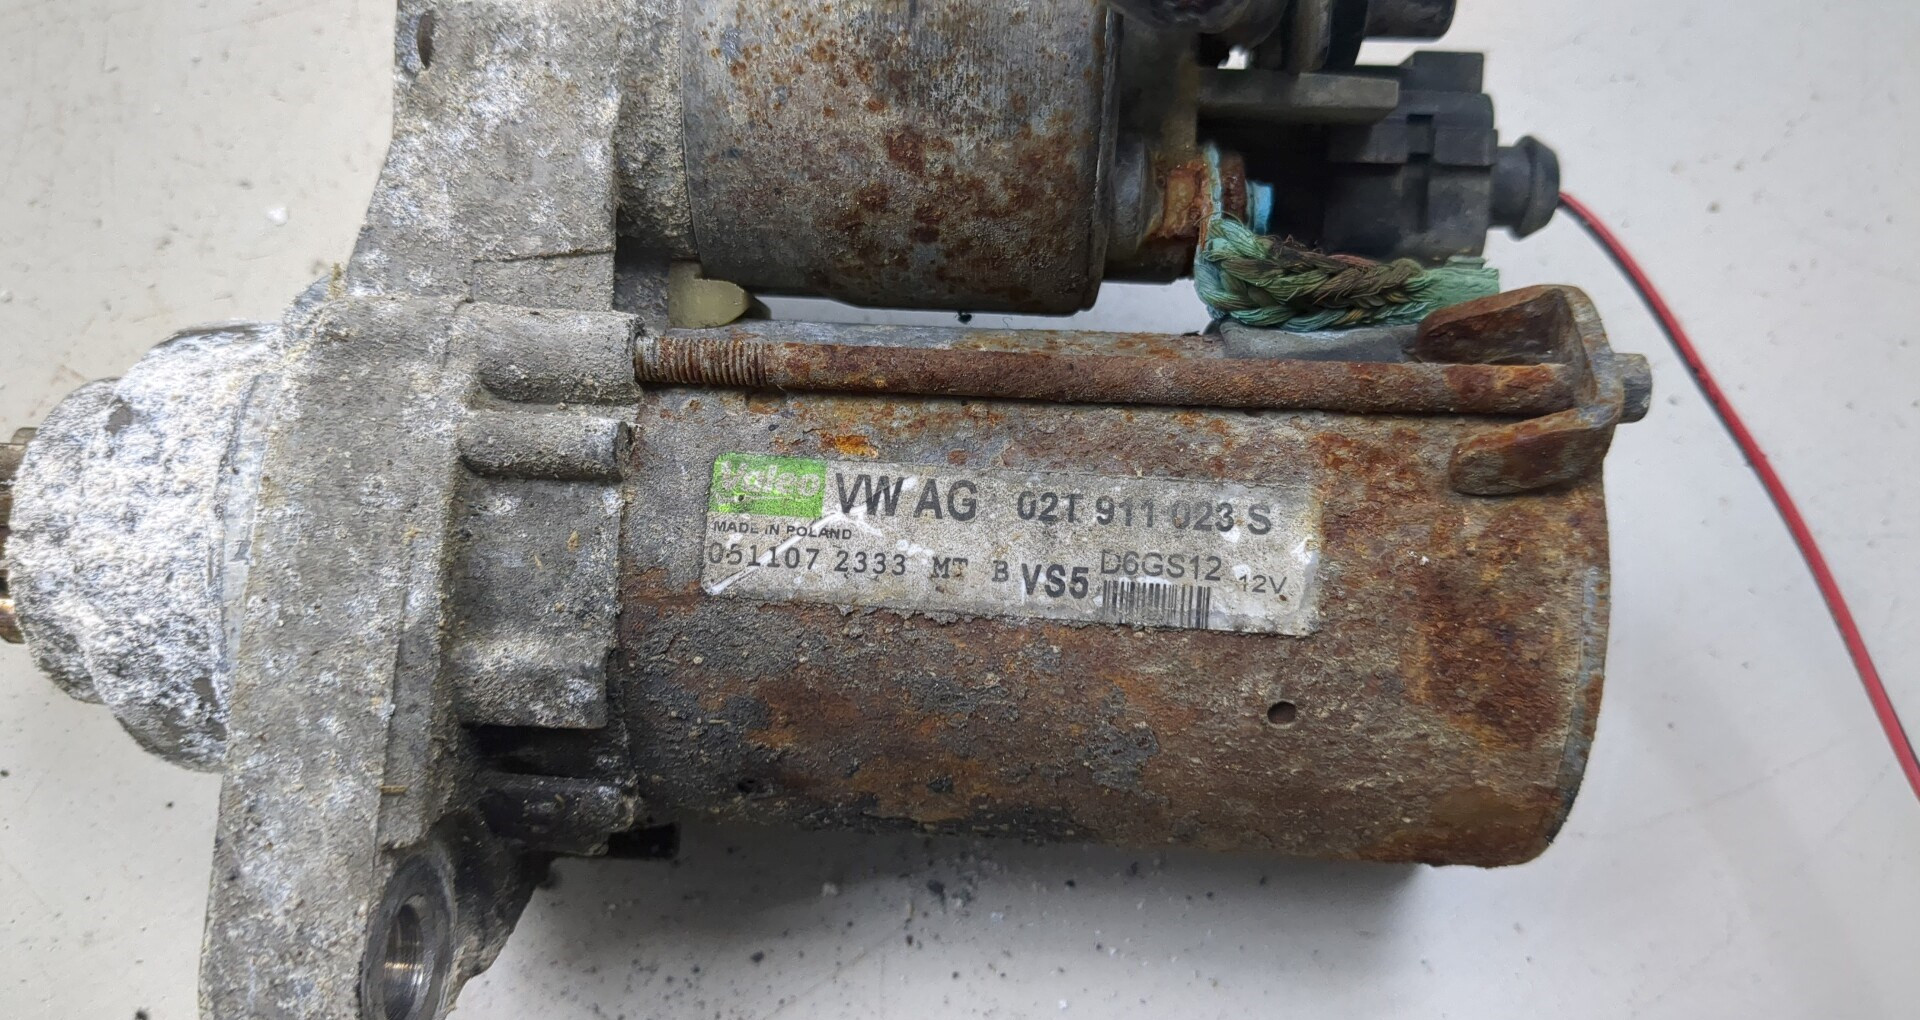 Valeo VW AG 02T 911 023 S
MADE IN POLAND
051107 2333 MT B VS5 D6GS12 12V